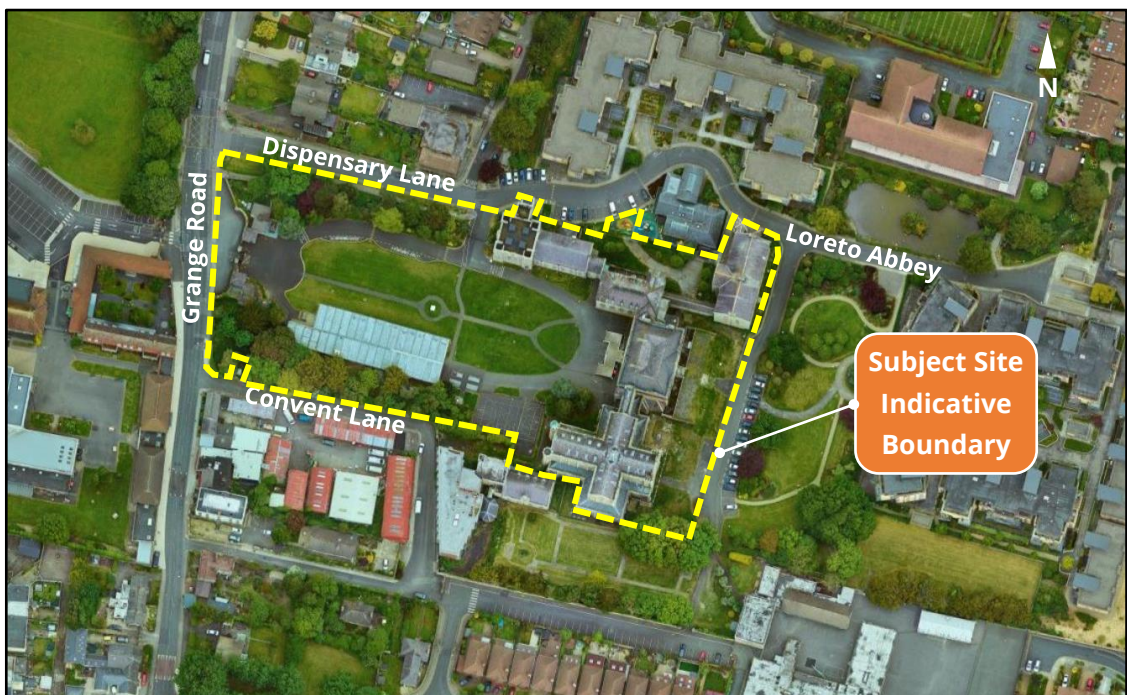 N
Dispensary Lane
Grange Road
Loreto Abbey
Subject Site
Indicative
Boundary
Convent Lane